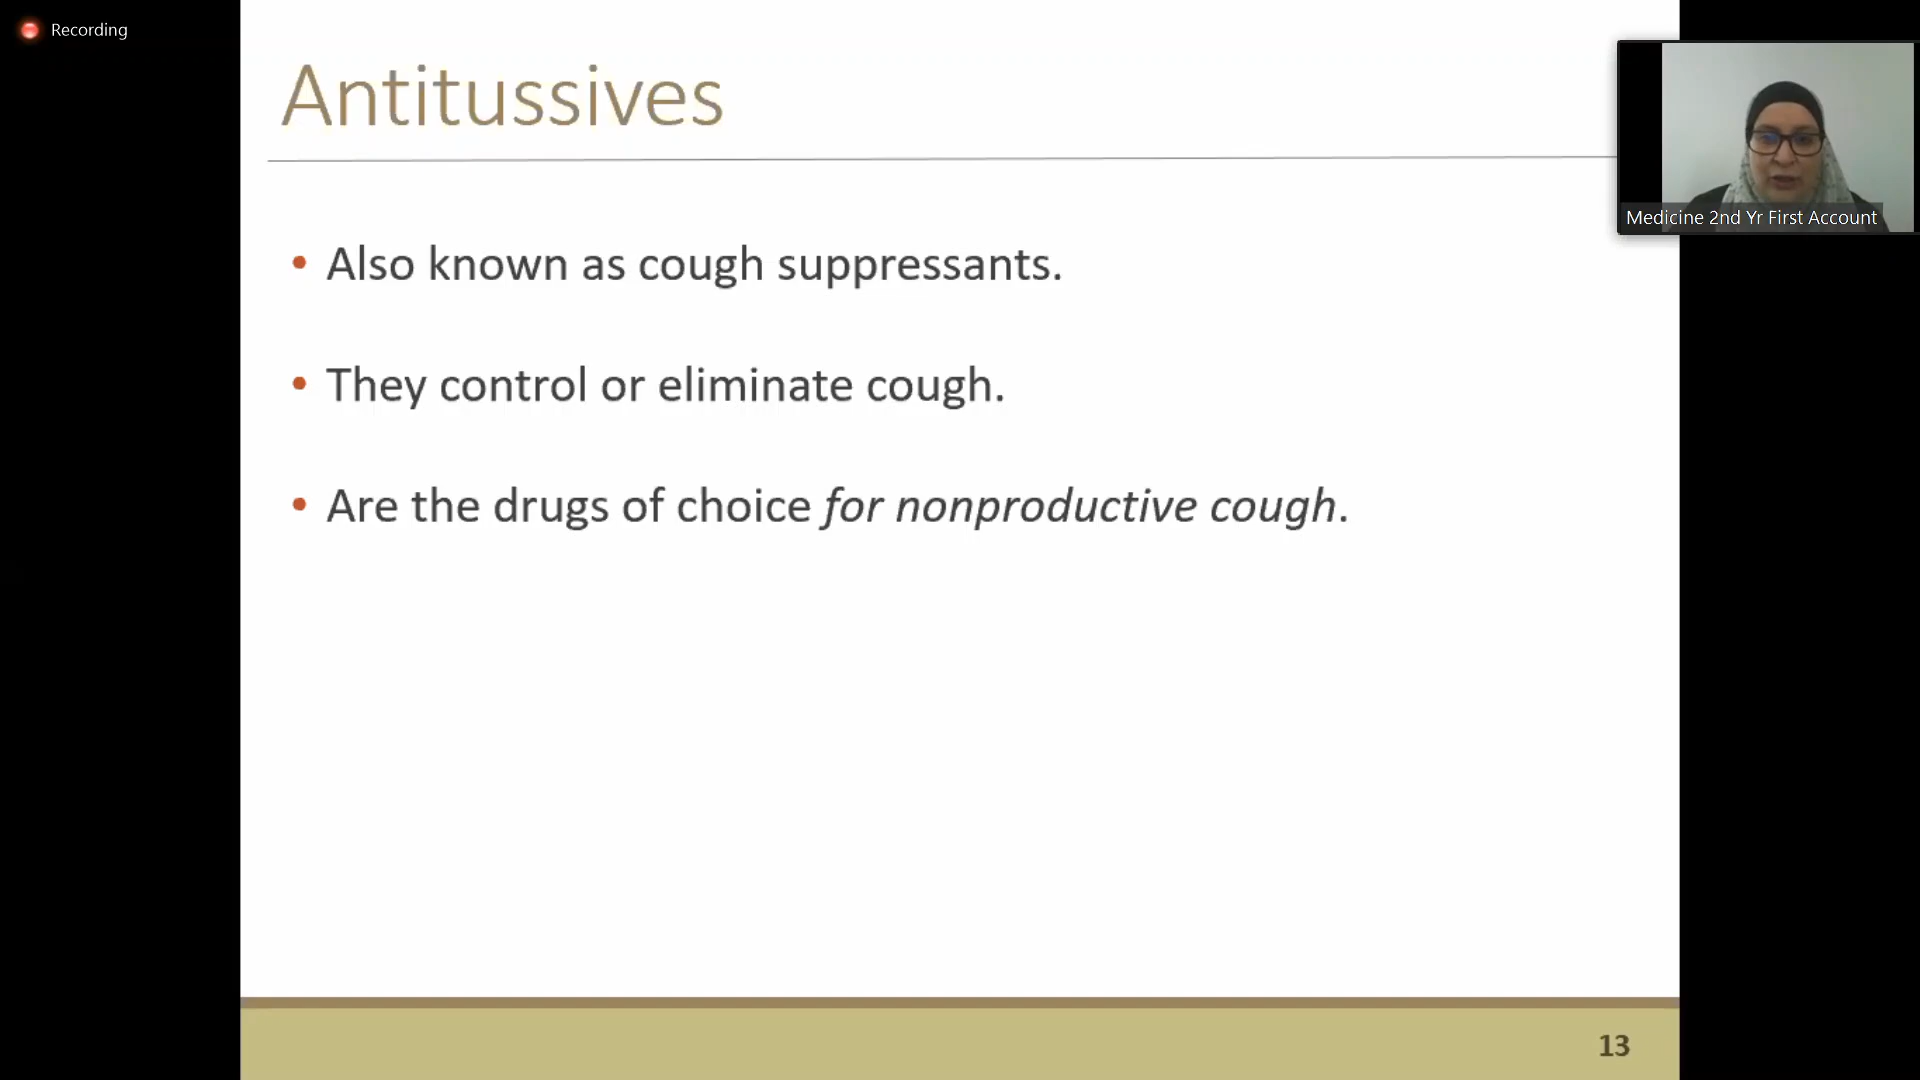 Recording
Antitussives
Medicine 2nd Yr First Account
• Also known as cough suppressants.
• They control or eliminate cough.
• Are the drugs of choice for nonproductive cough.
13